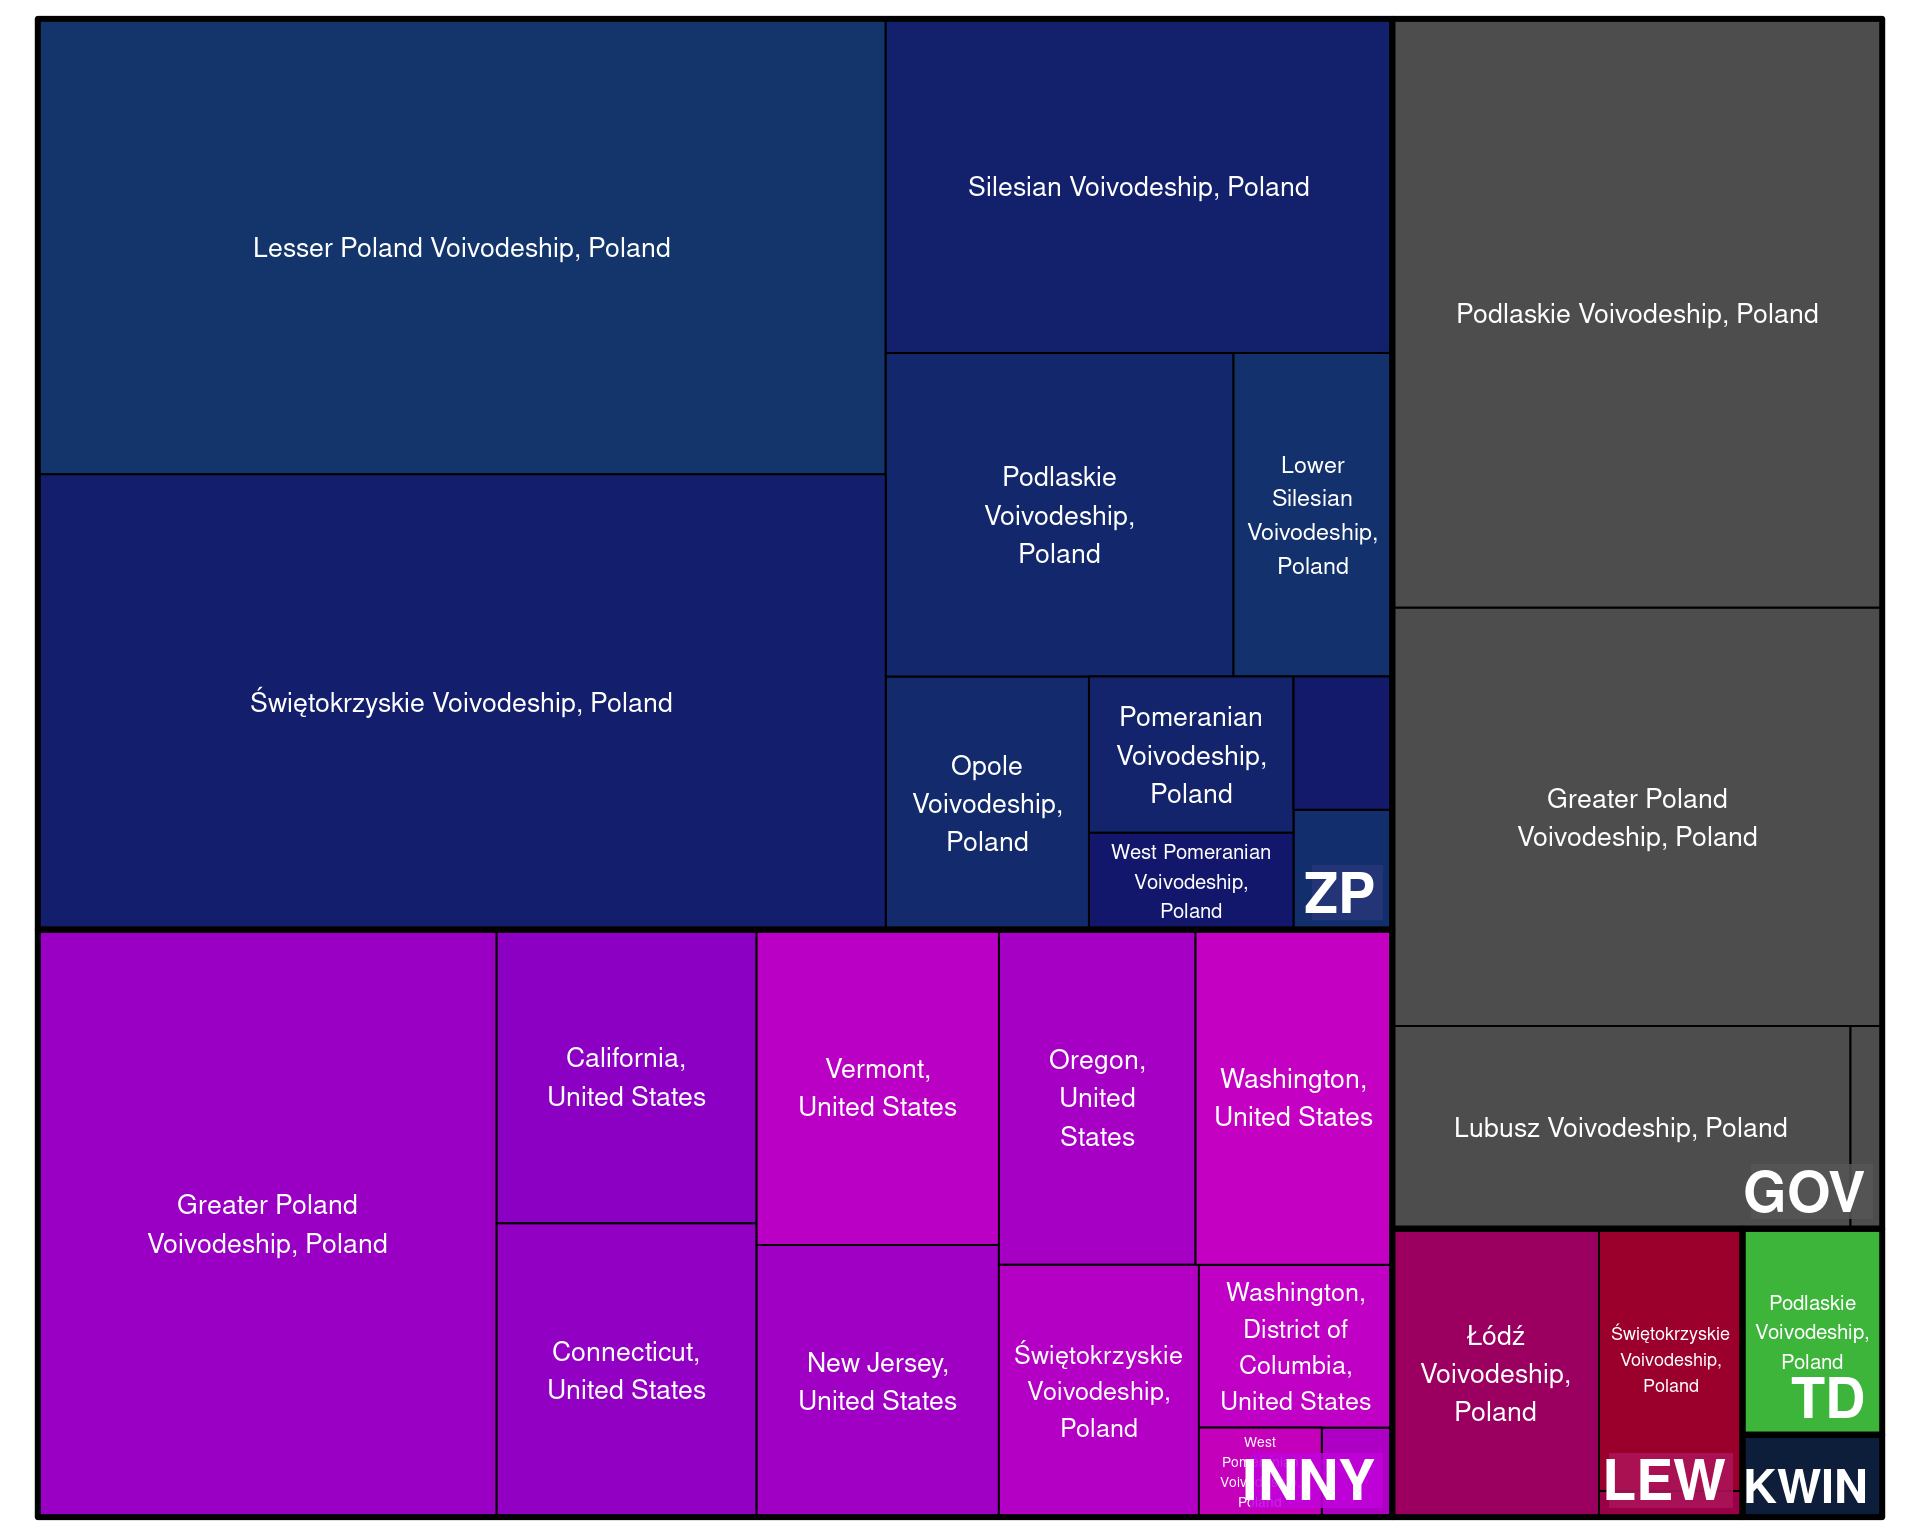 Lesser Poland Voivodeship, Poland
Świętokrzyskie Voivodeship, Poland
Silesian Voivodeship, Poland
Podlaskie
Voivodeship,
Poland
Lower
Silesian
Voivodeship,
Poland
Opole
Voivodeship,
Poland
Pomeranian
Voivodeship,
Poland
West Pomeranian
Voivodeship,
Poland
ZP
Greater Poland
Voivodeship, Poland
California,
United States
Connecticut,
United States
Vermont,
United States
New Jersey,
United States
Oregon,
United
States
Washington,
United States
Świętokrzyskie
Voivodeship,
Poland
Washington,
District of
Columbia,
United States
West
INNY
Podlaskie Voivodeship, Poland
Greater Poland
Voivodeship, Poland
Lubusz Voivodeship, Poland
GOV
Łódź
Voivodeship,
Poland
Świętokrzyskie
Voivodeship,
Poland
LEW
Podlaskie
Voivodeship,
Poland
TD
KWIN